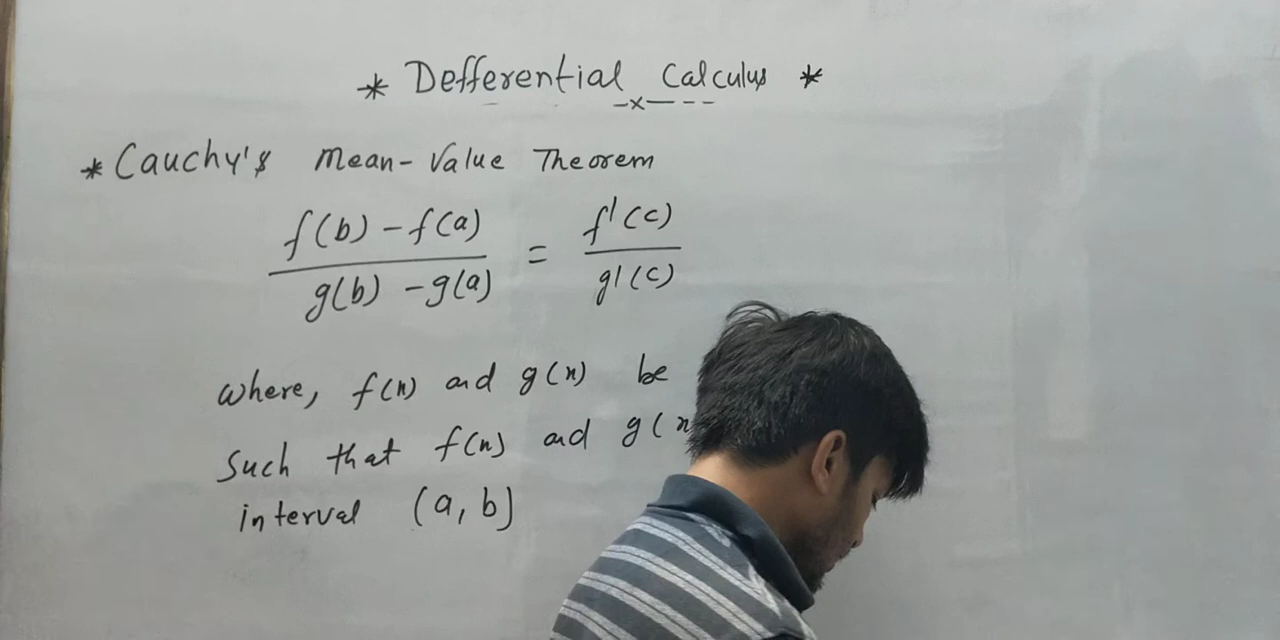 * Defferential Calculus *
-x----
* Cauchy's Mean-Value Theorem
f(b) - f(a) / g(b) - g(a) = f'(c) / g'(c)
where, f(x) and g(x) be
Such that f(x) and g(x
interval (a, b)